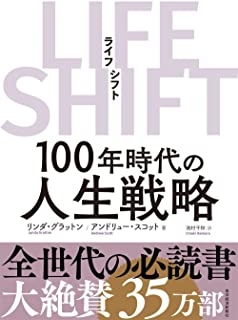 LIFE
SHIFT
ライフ シフト
100年時代の
人生戦略
リンダ・グラットン / アンドリュー・スコット 著
池村千秋 訳
全世代の必読書
大絶賛35万部